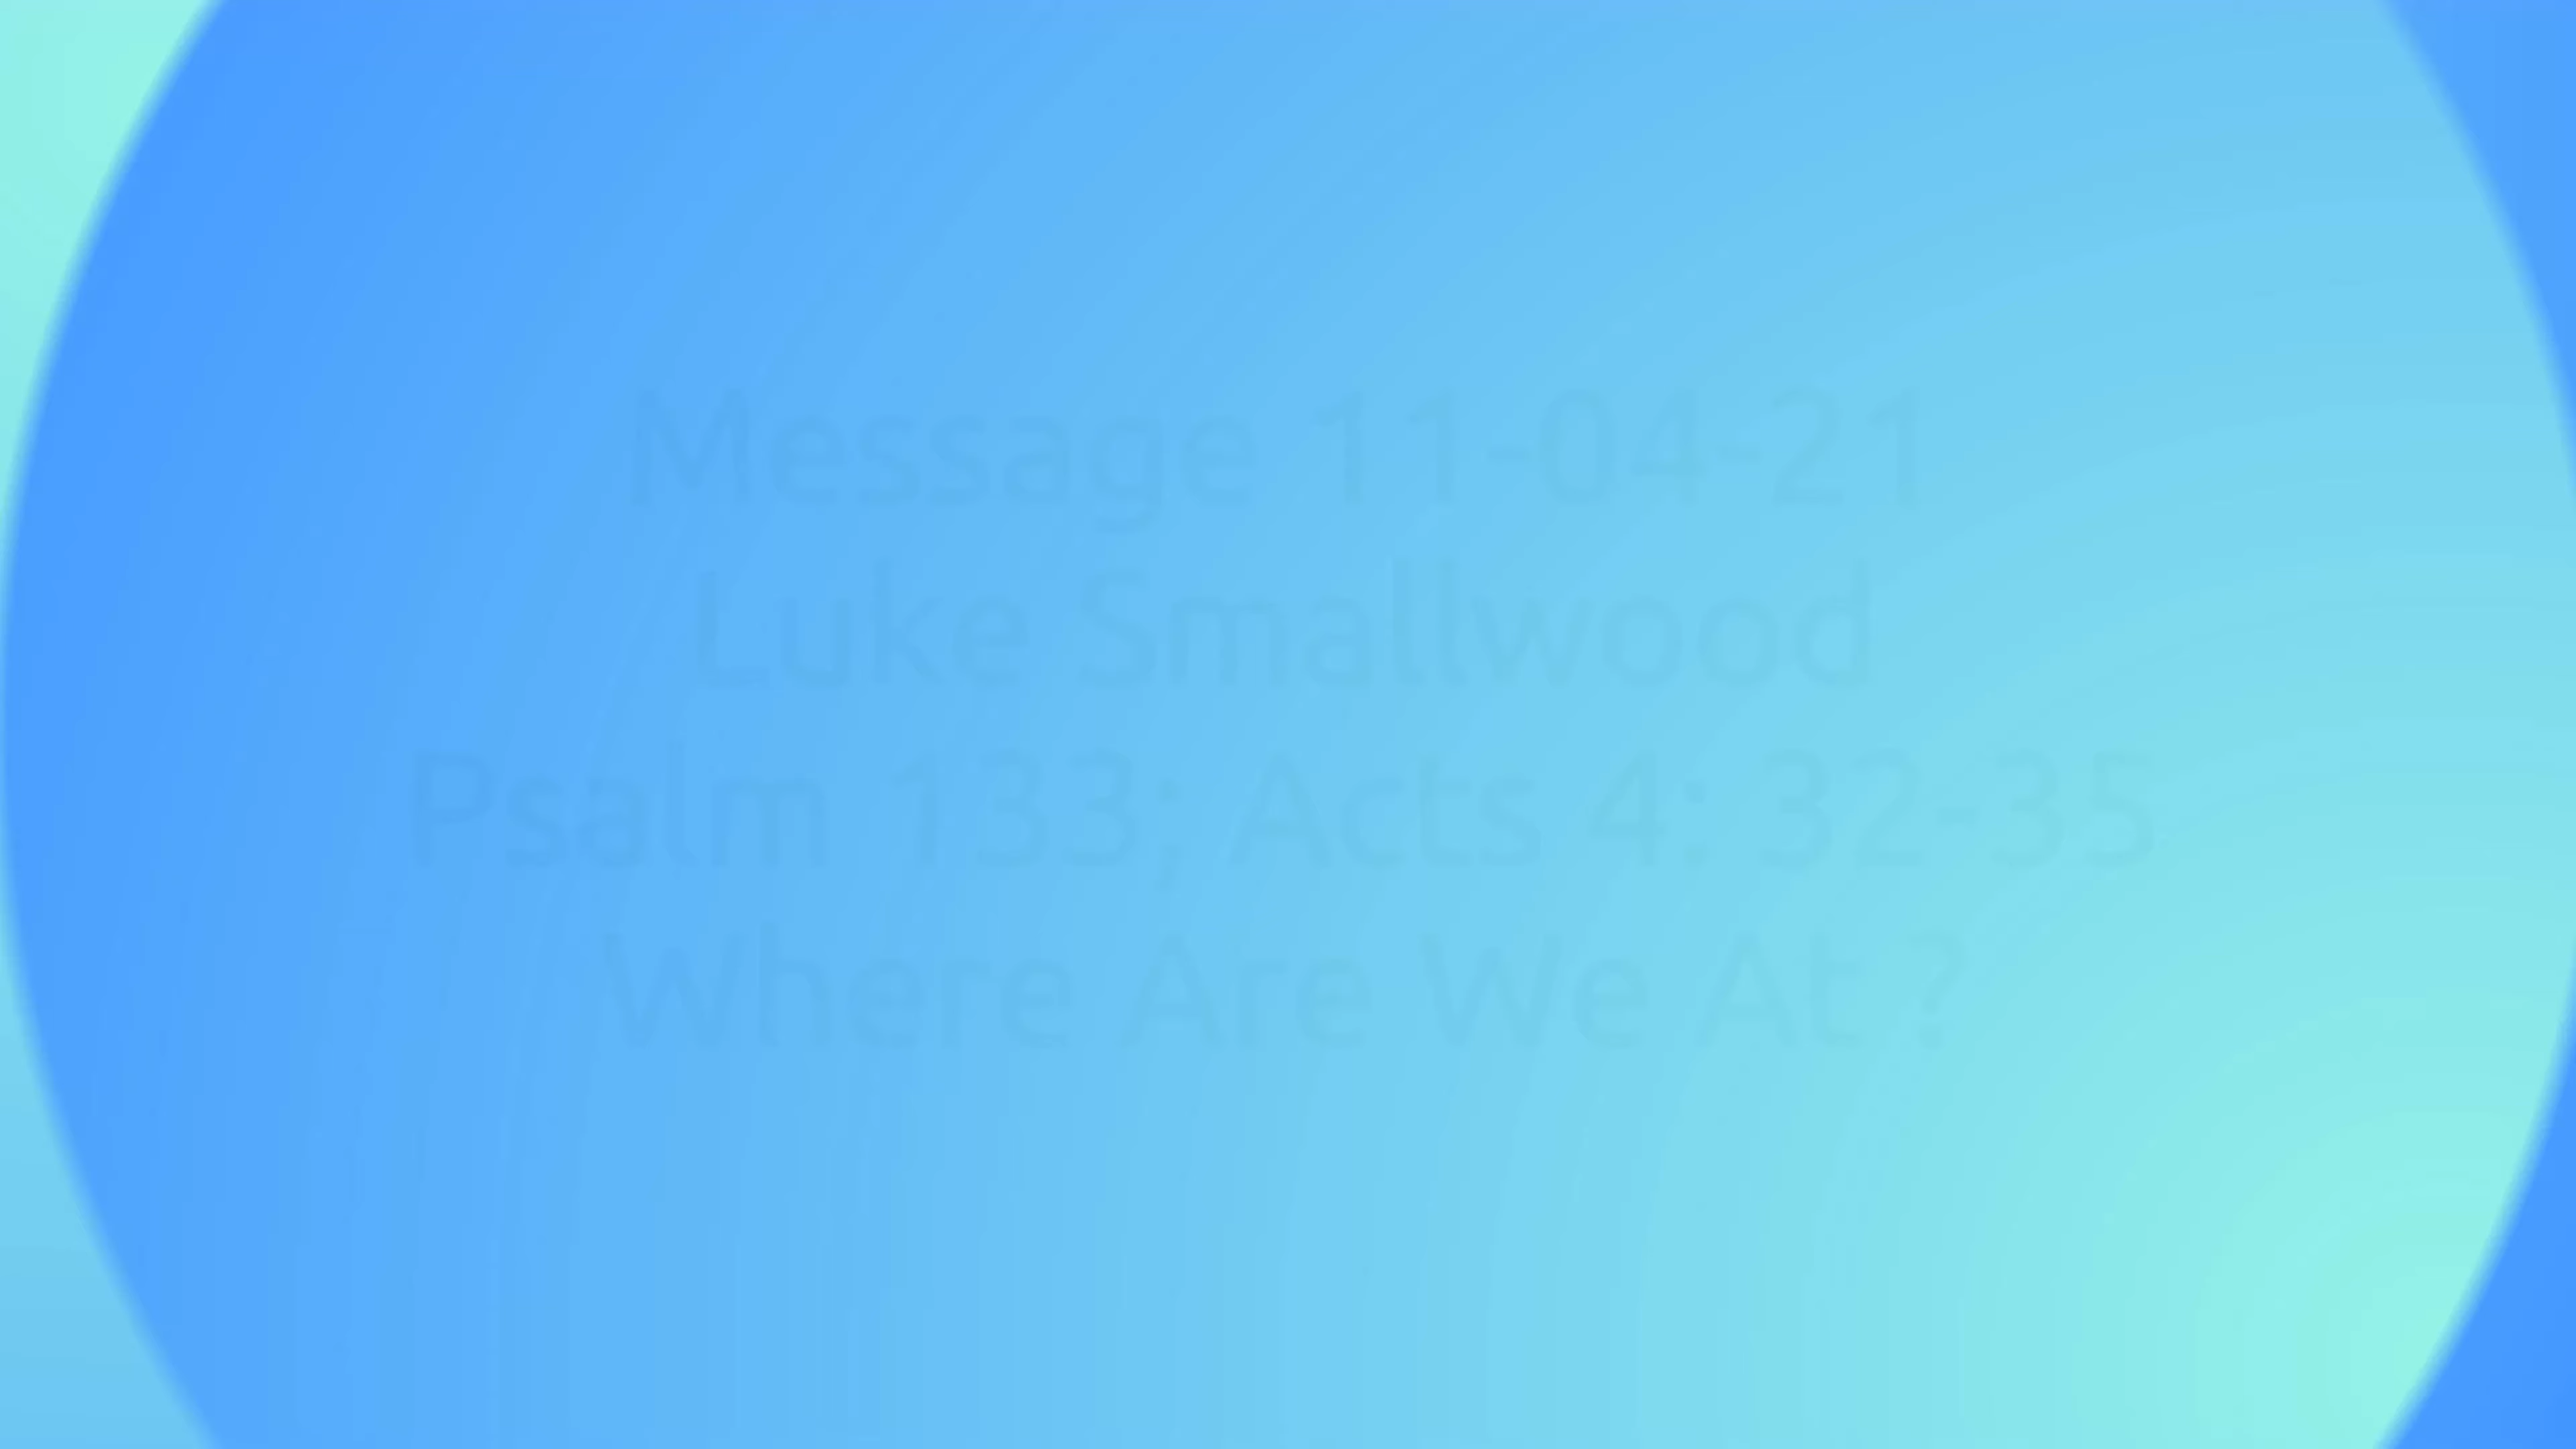 Message 11-04-21
Luke Smallwood
Psalm 133; Acts 4: 32-35
Where Are We At ?